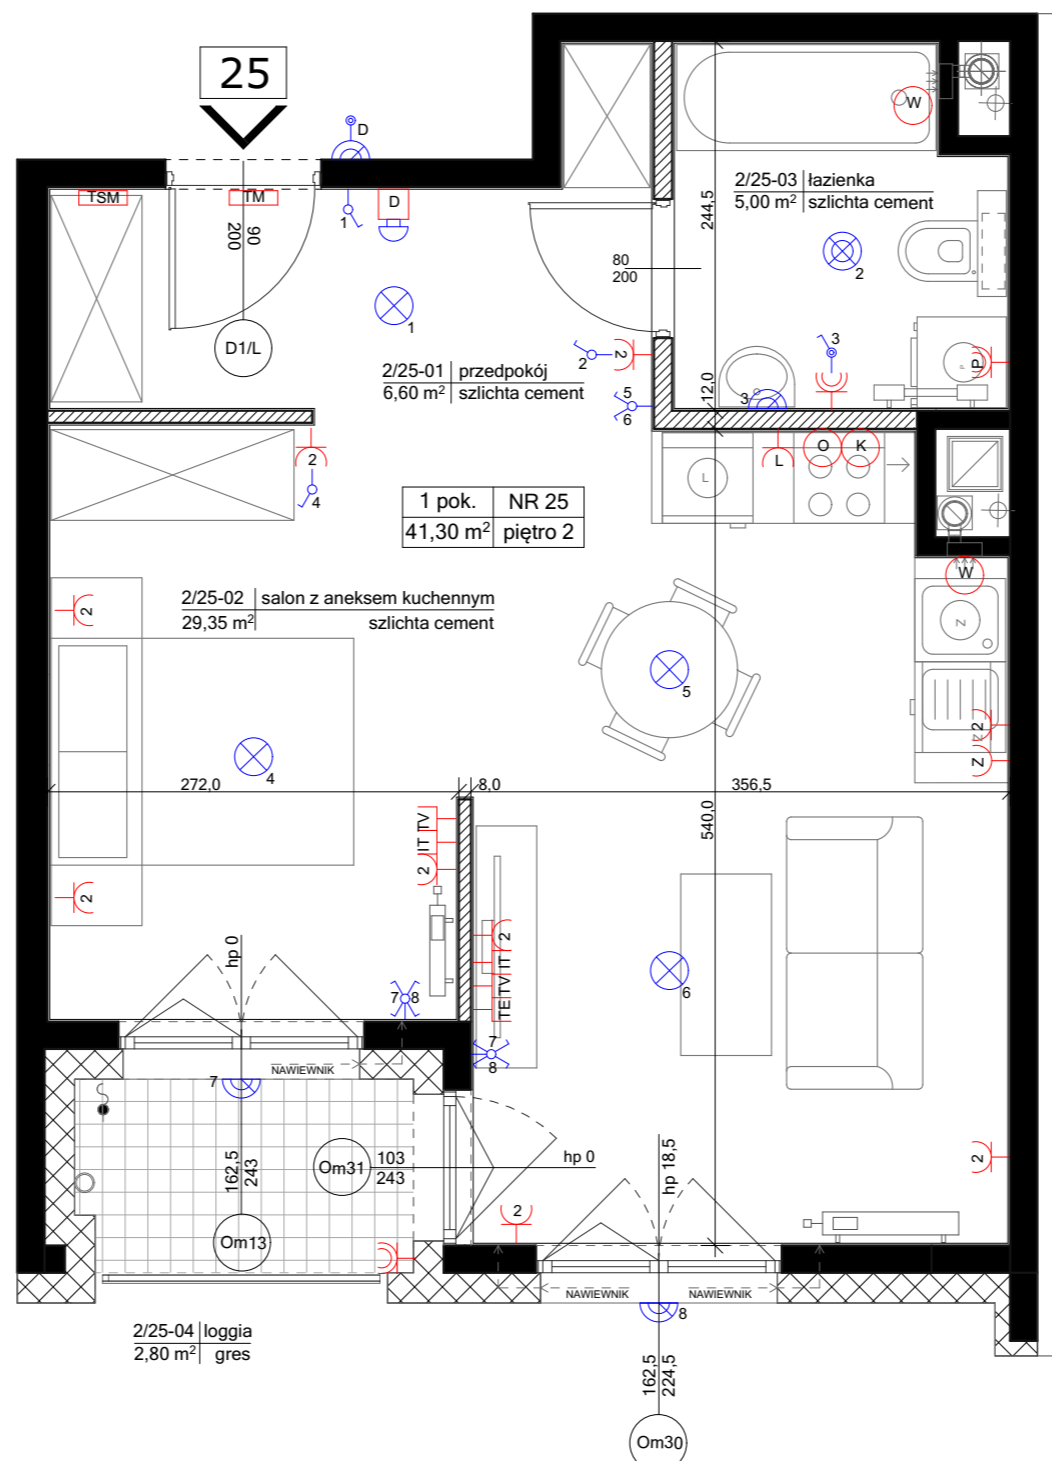 25
D
TSM
TM
D
1
90
200
1
D1/L
W
2/25-03 łazienka
5,00 m² szlichta cement
244,5
80
200
2
3
2
2
P
P
2/25-01 przedpokój
6,60 m² szlichta cement
5
6
12,0
3
2
4
L
O
K
L
1 pok. NR 25
41,30 m² piętro 2
W
2/25-02 salon z aneksem kuchennym
29,35 m² szlichta cement
2
Z
5
4
2
Z
Z
272,0
8,0
356,5
540,0
IT TV
2
2
hp 0
2
TE TV IT
6
7 8
7
8
NAWIEWNIK
7
162,5
243
Om31
103
243
hp 0
hp 18,5
2
2
Om13
NAWIEWNIK
NAWIEWNIK
8
2/25-04 loggia
2,80 m² gres
162,5
224,5
Om30